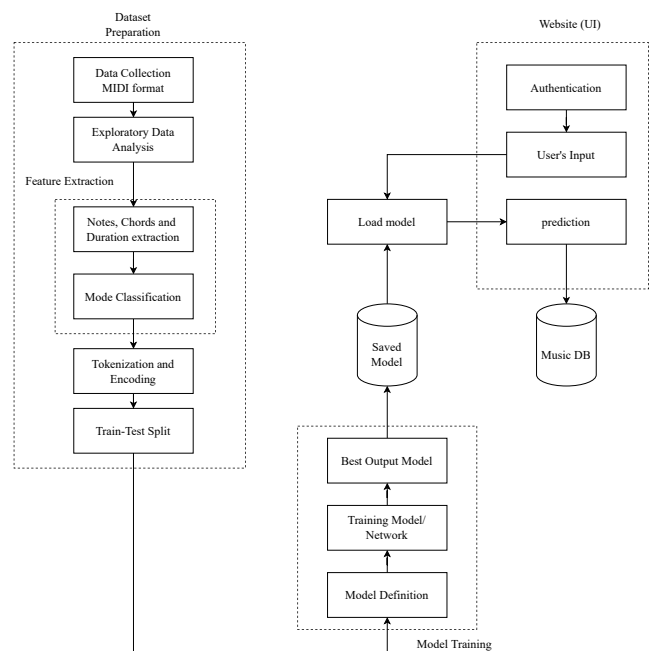 Dataset
Preparation
Data Collection
MIDI format
Exploratory Data
Analysis
Feature Extraction
Notes, Chords and
Duration extraction
Mode Classification
Tokenization and
Encoding
Train-Test Split
Website (UI)
Authentication
User's Input
Load model
prediction
Saved
Model
Music DB
Best Output Model
Training Model/
Network
Model Definition
Model Training